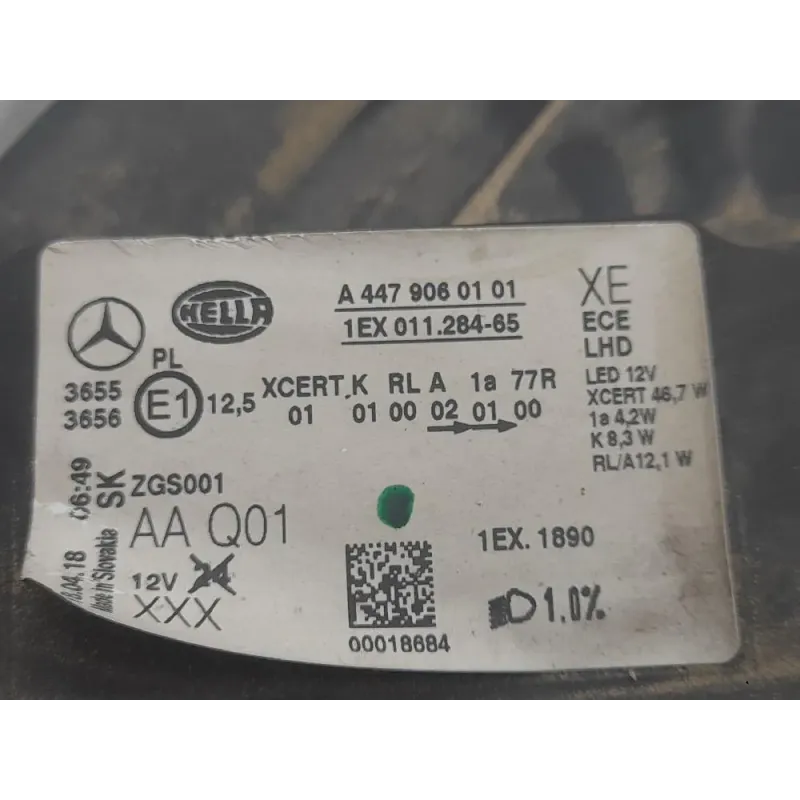 HELLA
A 447 906 01 01
1EX 011.284-65
XE
ECE
LHD
LED 12V
XCERT 46,7 W
1a 4,2W
K 8,3 W
RL/A12,1 W
PL
3655
3656
E1
12,5
XCERT K RL A 1a 77R
01 01 00 02 01 00
06:49
SK
.04.18
Made in Slovakia
ZGS001
AA Q01
12V
XXX
00018684
1EX. 1890
1.0%